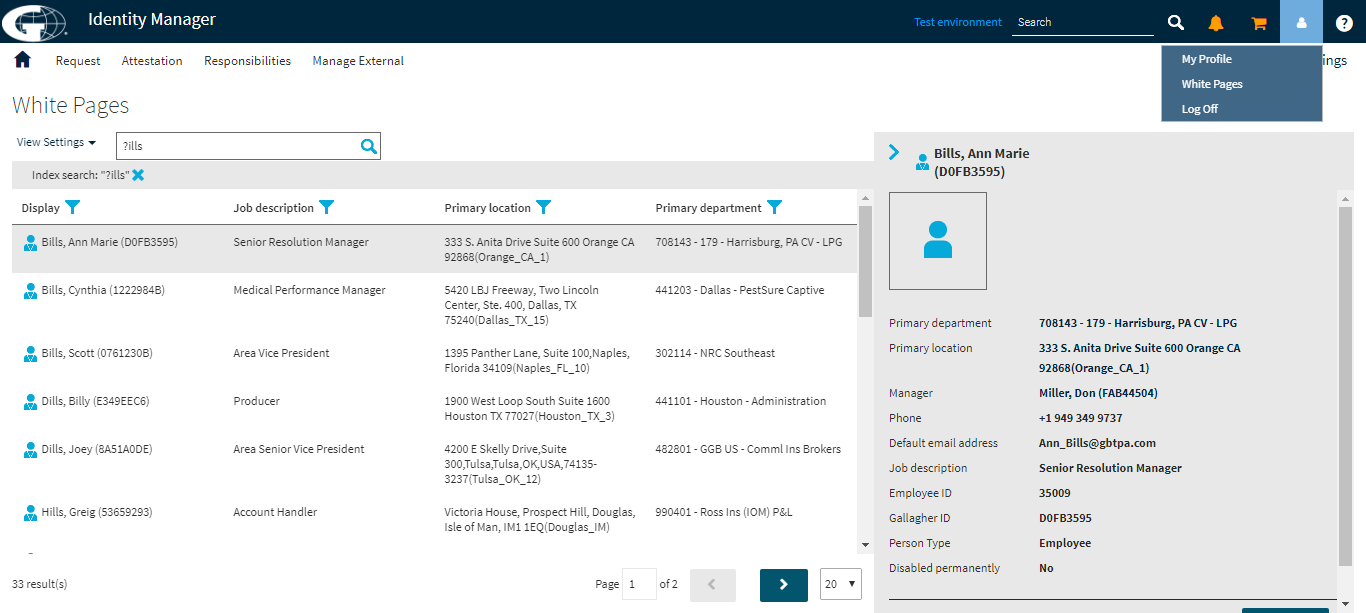 Identity Manager
Test environment
Search
My Profile
White Pages
Log Off
Request Attestation Responsibilities Manage External
ings
White Pages
View Settings
?ills
Index search: "?ills"
Display Job description Primary location Primary department
Bills, Ann Marie (D0FB3595) Senior Resolution Manager 333 S. Anita Drive Suite 600 Orange CA 708143 - 179 - Harrisburg, PA CV - LPG
92868(Orange_CA_1)
Bills, Cynthia (1222984B) Medical Performance Manager 5420 LBJ Freeway, Two Lincoln 441203 - Dallas - PestSure Captive
Center, Ste. 400, Dallas, TX
75240(Dallas_TX_15)
Bills, Scott (0761230B) Area Vice President 1395 Panther Lane, Suite 100,Naples, 302114 - NRC Southeast
Florida 34109(Naples_FL_10)
Dills, Billy (E349EEC6) Producer 1900 West Loop South Suite 1600 441101 - Houston - Administration
Houston TX 77027(Houston_TX_3)
Dills, Joey (8A51A0DE) Area Senior Vice President 4200 E Skelly Drive,Suite 482801 - GGB US - Comml Ins Brokers
300,Tulsa,Tulsa,OK,USA,74135-
3237(Tulsa_OK_12)
Hills, Greig (53659293) Account Handler Victoria House, Prospect Hill, Douglas, 990401 - Ross Ins (IOM) P&L
Isle of Man, IM1 1EQ(Douglas_IM)
33 result(s)
Page 1 of 2
20
Bills, Ann Marie
(D0FB3595)
Primary department 708143 - 179 - Harrisburg, PA CV - LPG
Primary location 333 S. Anita Drive Suite 600 Orange CA
92868(Orange_CA_1)
Manager Miller, Don (FAB44504)
Phone +1 949 349 9737
Default email address Ann_Bills@gbtpa.com
Job description Senior Resolution Manager
Employee ID 35009
Gallagher ID D0FB3595
Person Type Employee
Disabled permanently No